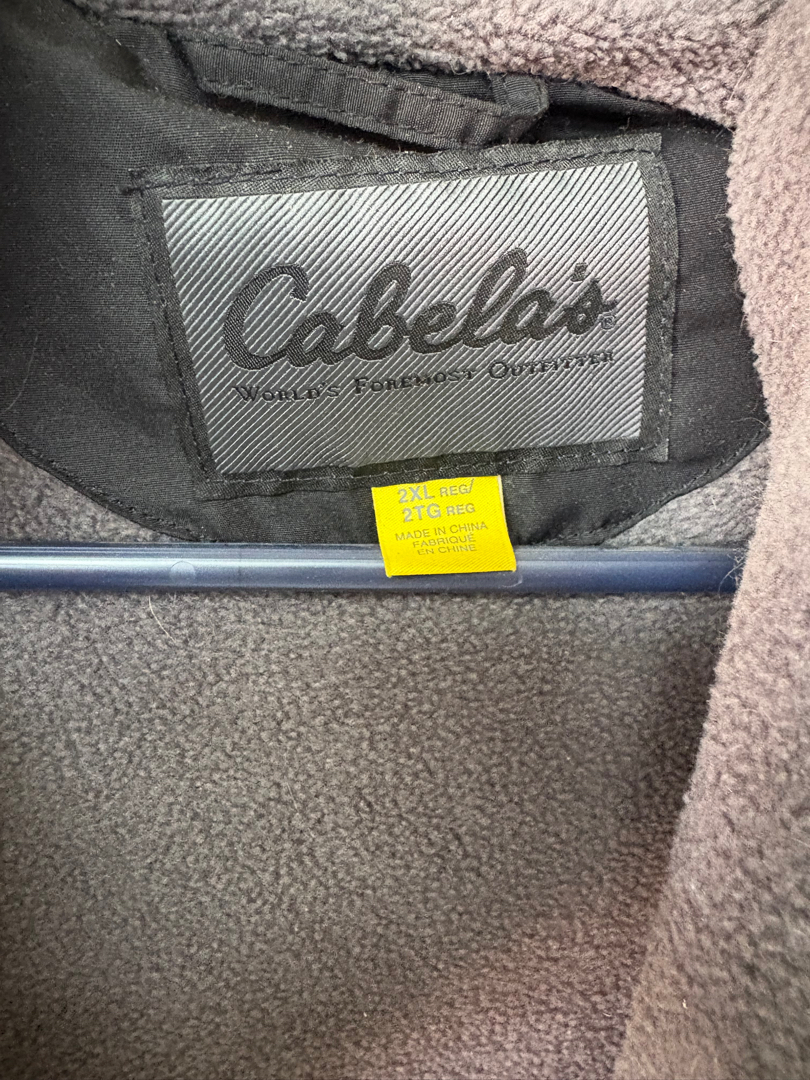 Cabela's®
WORLD'S FOREMOST OUTFITTER
2XL REG/
2TG REG
MADE IN CHINA
FABRIQUÉ
EN CHINE